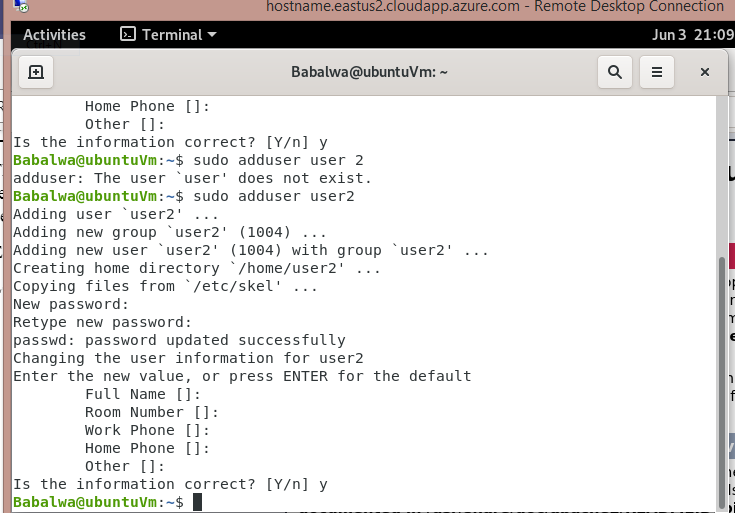 hostname.eastus2.cloudapp.azure.com - Remote Desktop Connection
Activities Terminal Jun 3 21:09
Babalwa@ubuntuVm: ~
Home Phone []:
Other []:
Is the information correct? [Y/n] y
Babalwa@ubuntuVm:~$ sudo adduser user 2
adduser: The user `user' does not exist.
Babalwa@ubuntuVm:~$ sudo adduser user2
Adding user `user2' ...
Adding new group `user2' (1004) ...
Adding new user `user2' (1004) with group `user2' ...
Creating home directory `/home/user2' ...
Copying files from `/etc/skel' ...
New password:
Retype new password:
passwd: password updated successfully
Changing the user information for user2
Enter the new value, or press ENTER for the default
Full Name []:
Room Number []:
Work Phone []:
Home Phone []:
Other []:
Is the information correct? [Y/n] y
Babalwa@ubuntuVm:~$